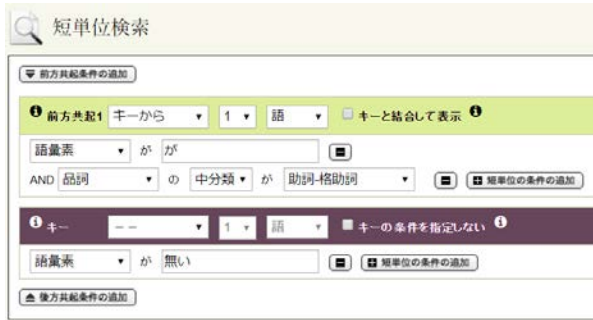 短単位検索
前方共起条件の追加
前方共起1 キーから 1 語 キーと結合して表示
語彙素 が が
AND 品詞 の 中分類 が 助詞-格助詞 短単位の条件の追加
キー -- 1 語 キーの条件を指定しない
語彙素 が 無い 短単位の条件の追加
後方共起条件の追加